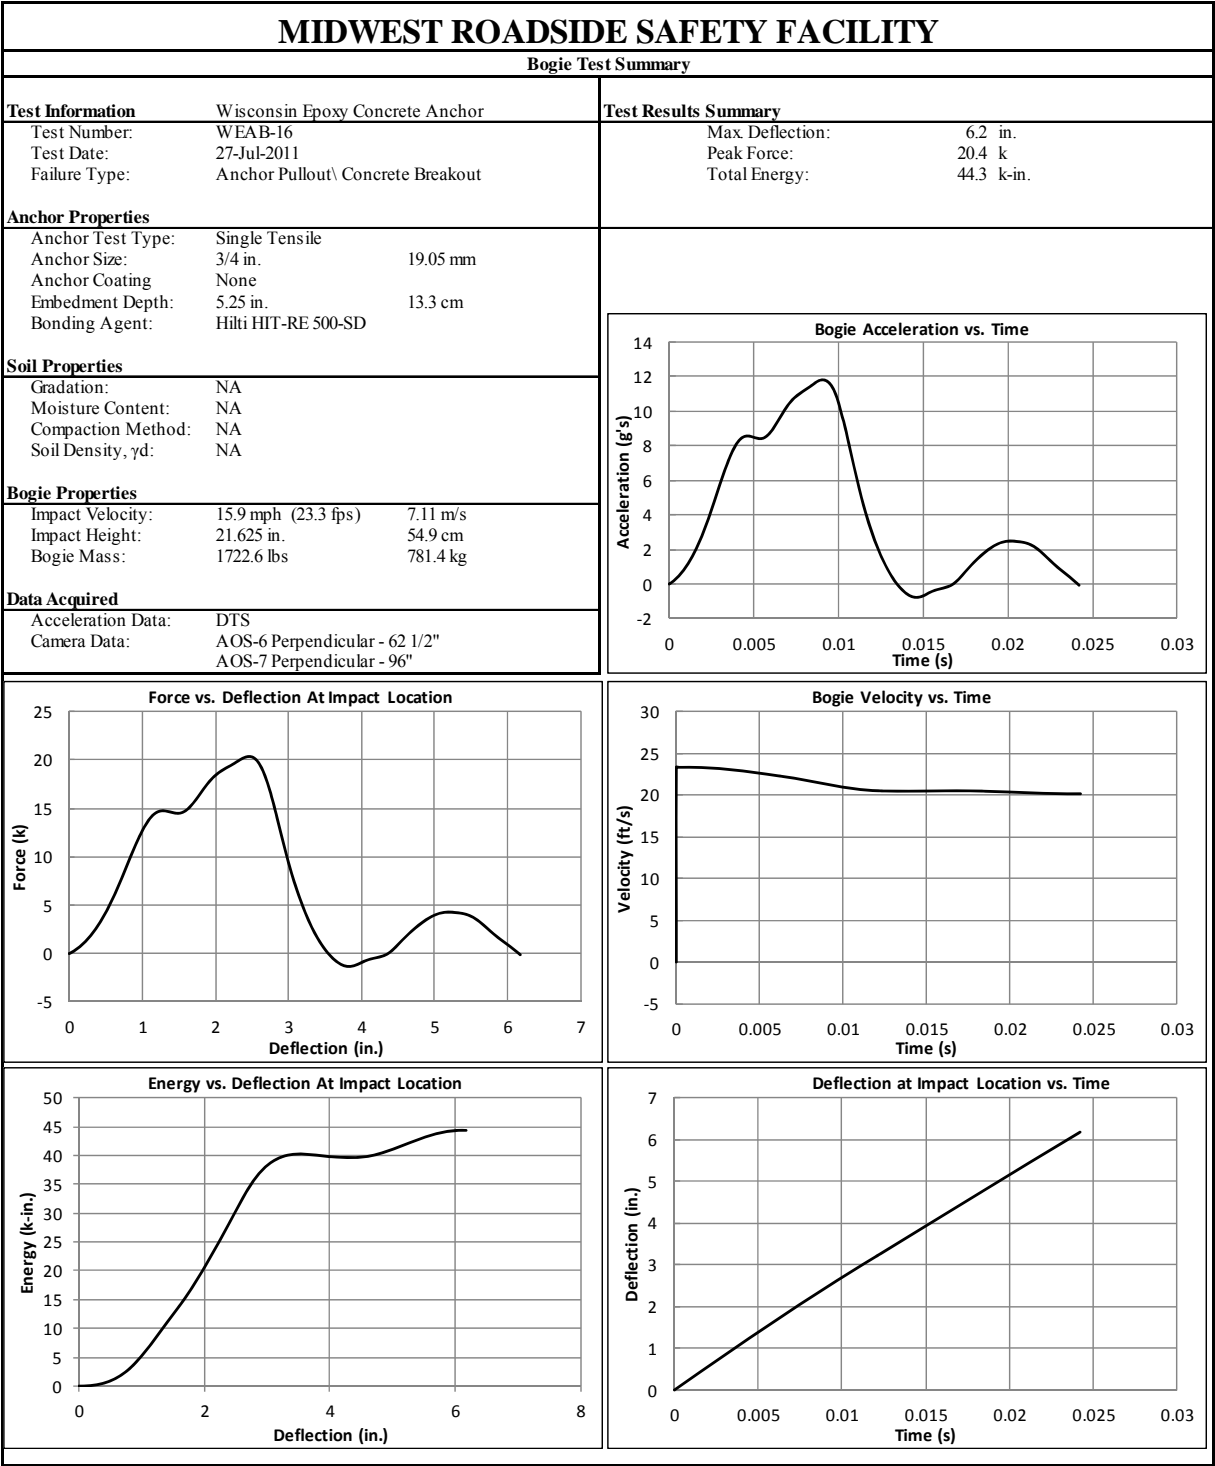 MIDWEST ROADSIDE SAFETY FACILITY
Bogie Test Summary
Test Information Wisconsin Epoxy Concrete Anchor
Test Number: WEAB-16
Test Date: 27-Jul-2011
Failure Type: Anchor Pullout\ Concrete Breakout
Anchor Properties
Anchor Test Type: Single Tensile
Anchor Size: 3/4 in. 19.05 mm
Anchor Coating None
Embedment Depth: 5.25 in. 13.3 cm
Bonding Agent: Hilti HIT-RE 500-SD
Soil Properties
Gradation: NA
Moisture Content: NA
Compaction Method: NA
Soil Density, γd: NA
Bogie Properties
Impact Velocity: 15.9 mph (23.3 fps) 7.11 m/s
Impact Height: 21.625 in. 54.9 cm
Bogie Mass: 1722.6 lbs 781.4 kg
Data Acquired
Acceleration Data: DTS
Camera Data: AOS-6 Perpendicular - 62 1/2"
AOS-7 Perpendicular - 96"
Test Results Summary
Max. Deflection: 6.2 in.
Peak Force: 20.4 k
Total Energy: 44.3 k-in.
Bogie Acceleration vs. Time
14
12
10
8
6
4
2
0
-2
Acceleration (g's)
0 0.005 0.01 0.015 0.02 0.025 0.03
Time (s)
Force vs. Deflection At Impact Location
25
20
15
10
5
0
-5
Force (k)
0 1 2 3 4 5 6 7
Deflection (in.)
Bogie Velocity vs. Time
30
25
20
15
10
5
0
-5
Velocity (ft/s)
0 0.005 0.01 0.015 0.02 0.025 0.03
Time (s)
Energy vs. Deflection At Impact Location
50
45
40
35
30
25
20
15
10
5
0
Energy (k-in.)
0 2 4 6 8
Deflection (in.)
Deflection at Impact Location vs. Time
7
6
5
4
3
2
1
0
Deflection (in.)
0 0.005 0.01 0.015 0.02 0.025 0.03
Time (s)